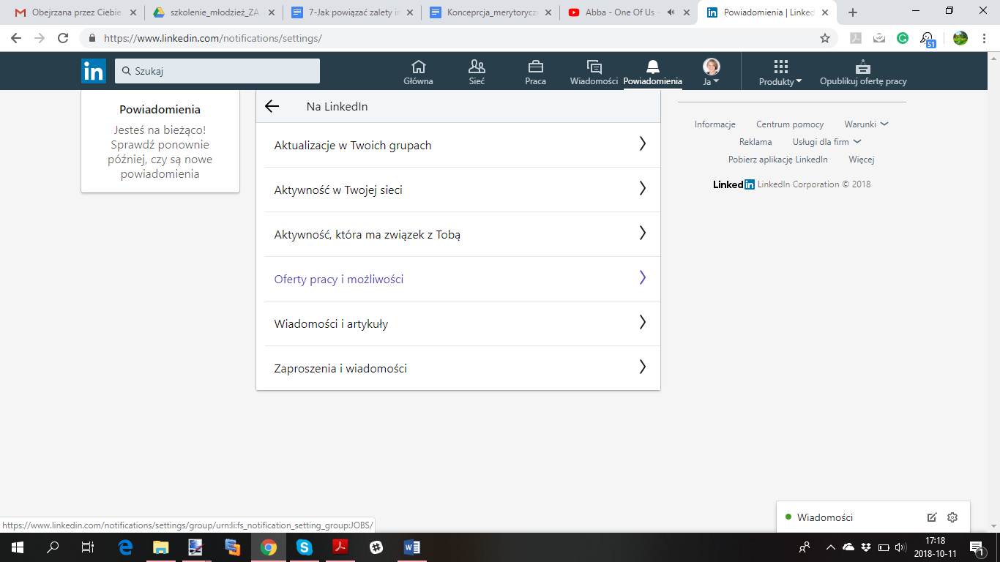 Obejrzana przez Ciebie
szkolenie_młodzież_ZA
7-Jak powiązać zalety i
Konceprcja_merytorycz
Abba - One Of Us -
Powiadomienia | Linked
https://www.linkedin.com/notifications/settings/
51
in
Szukaj
Główna
Sieć
Praca
Wiadomości
Powiadomienia
Ja
Produkty
Opublikuj ofertę pracy
Powiadomienia
Jesteś na bieżąco!
Sprawdź ponownie
później, czy są nowe
powiadomienia
Na LinkedIn
Aktualizacje w Twoich grupach
Aktywność w Twojej sieci
Aktywność, która ma związek z Tobą
Oferty pracy i możliwości
Wiadomości i artykuły
Zaproszenia i wiadomości
Informacje Centrum pomocy Warunki
Reklama Usługi dla firm
Pobierz aplikację LinkedIn Więcej
Linkedin LinkedIn Corporation © 2018
Wiadomości
https://www.linkedin.com/notifications/settings/group/urn:li:fs_notification_setting_group:JOBS/
17:18
2018-10-11
1